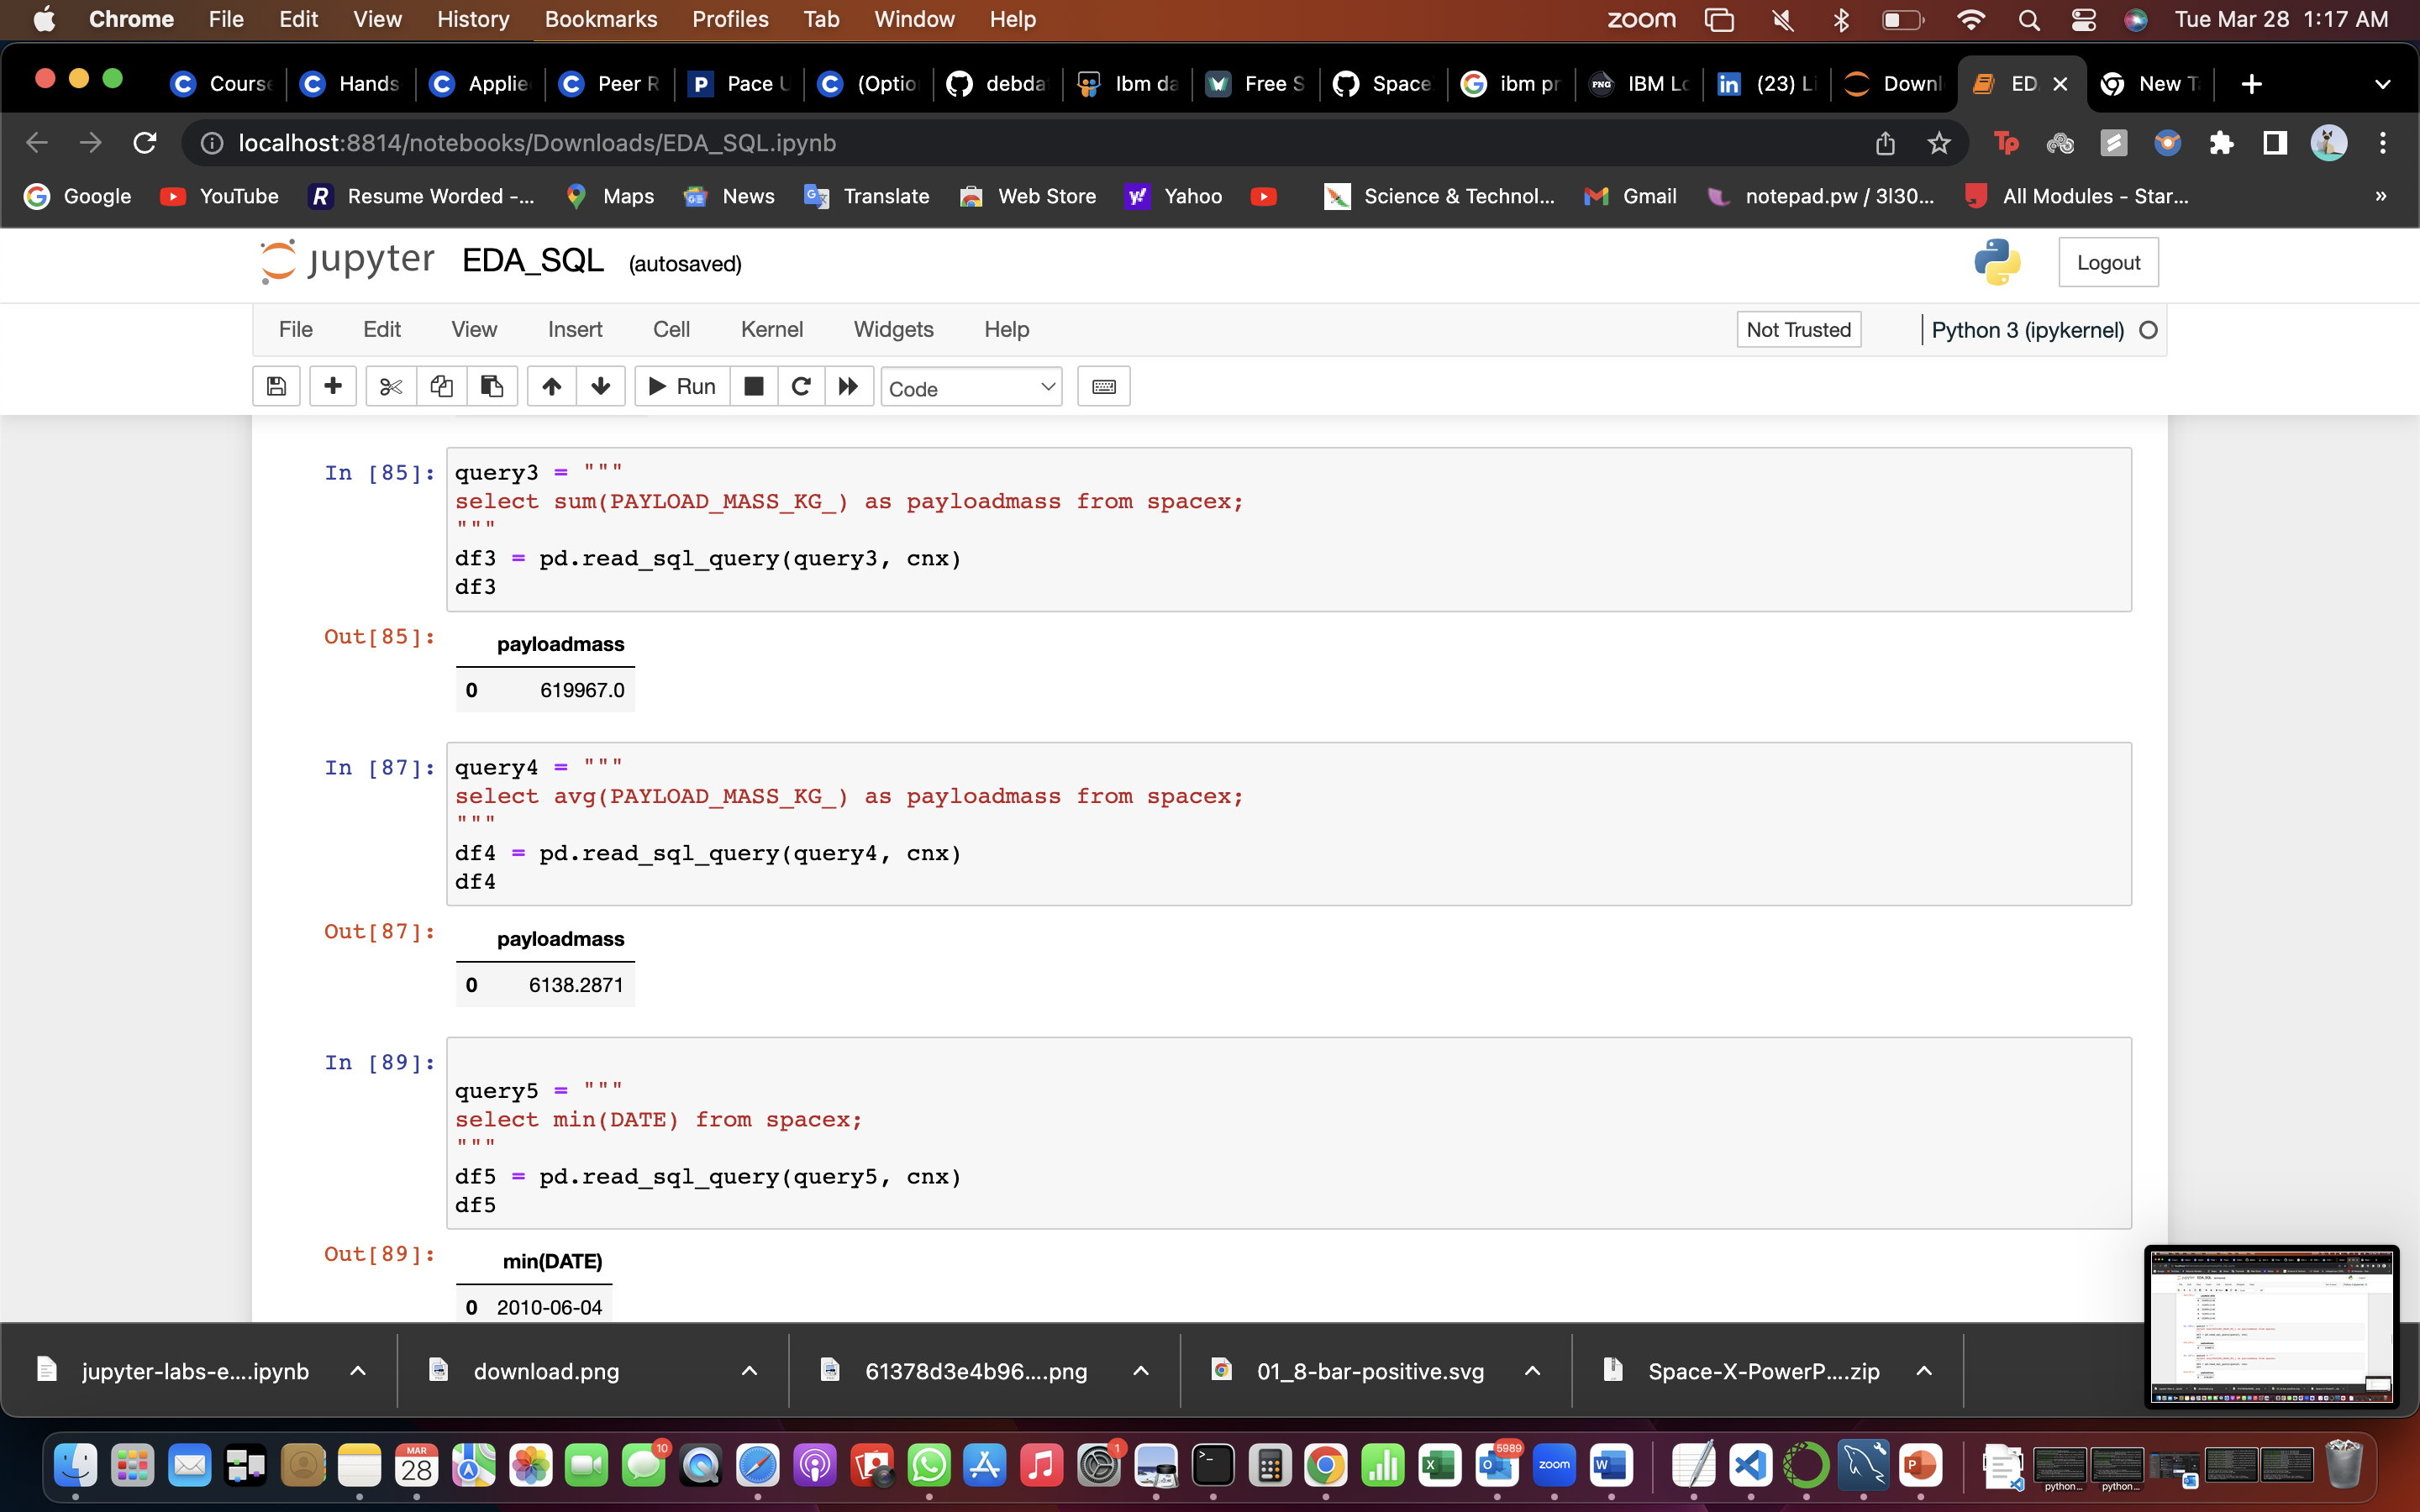 Chrome File Edit View History Bookmarks Profiles Tab Window Help zoom Tue Mar 28 1:17 AM
Course Hands Applie Peer R Pace U (Optio debda Ibm da Free S Space ibm pr IBM Lo (23) Li Downl ED New T
localhost:8814/notebooks/Downloads/EDA_SQL.ipynb
Google YouTube Resume Worded -... Maps News Translate Web Store Yahoo Science & Technol... Gmail notepad.pw / 3l30... All Modules - Star... »
jupyter EDA_SQL (autosaved) Logout
File Edit View Insert Cell Kernel Widgets Help Not Trusted Python 3 (ipykernel)
Run Code
In [85]: query3 = """
select sum(PAYLOAD_MASS_KG_) as payloadmass from spacex;
"""
df3 = pd.read_sql_query(query3, cnx)
df3
Out[85]: payloadmass
0 619967.0
In [87]: query4 = """
select avg(PAYLOAD_MASS_KG_) as payloadmass from spacex;
"""
df4 = pd.read_sql_query(query4, cnx)
df4
Out[87]: payloadmass
0 6138.2871
In [89]:
query5 = """
select min(DATE) from spacex;
"""
df5 = pd.read_sql_query(query5, cnx)
df5
Out[89]: min(DATE)
0 2010-06-04
jupyter-labs-e....ipynb download.png 61378d3e4b96....png 01_8-bar-positive.svg Space-X-PowerP....zip
MAR 28 10 1 5989 zoom
python... python...